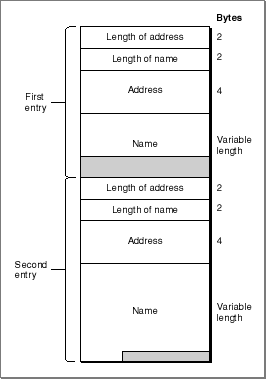 Bytes
Length of address 2
Length of name 2
First
entry
Address 4
Name
Variable
length
Length of address 2
Length of name 2
Address 4
Second
entry
Name
Variable
length